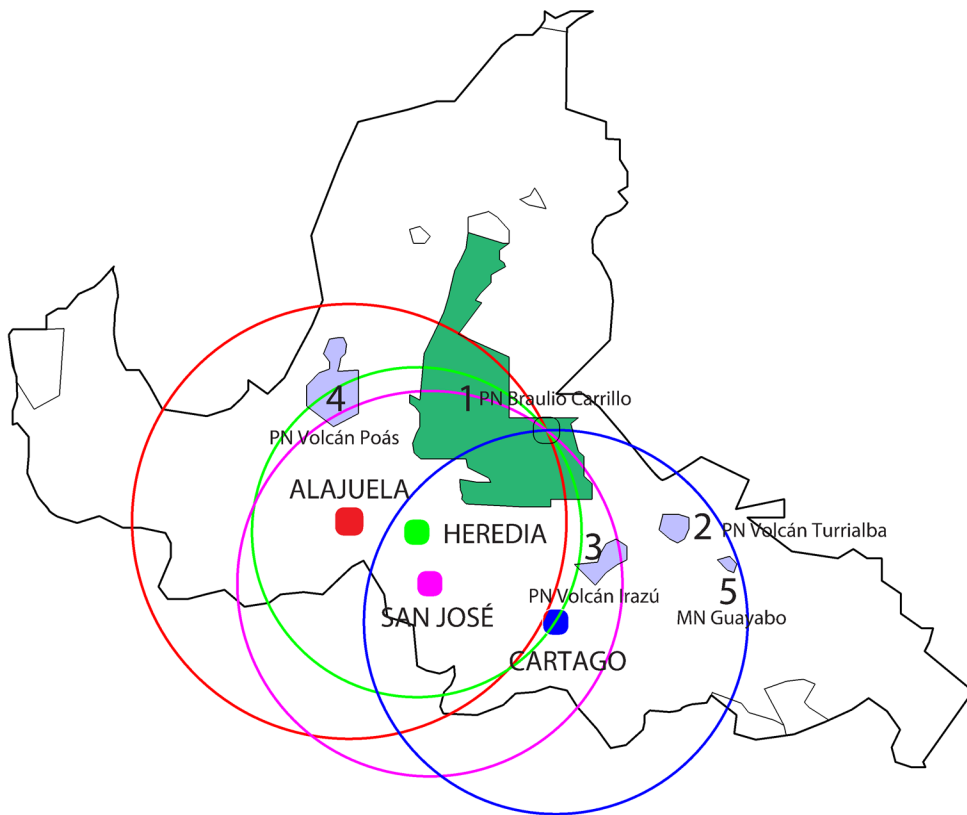 1 PN Braulio Carrillo
4
PN Volcán Poás
ALAJUELA
HEREDIA
2 PN Volcán Turrialba
3
PN Volcán Irazú
5
MN Guayabo
SAN JOSÉ
CARTAGO